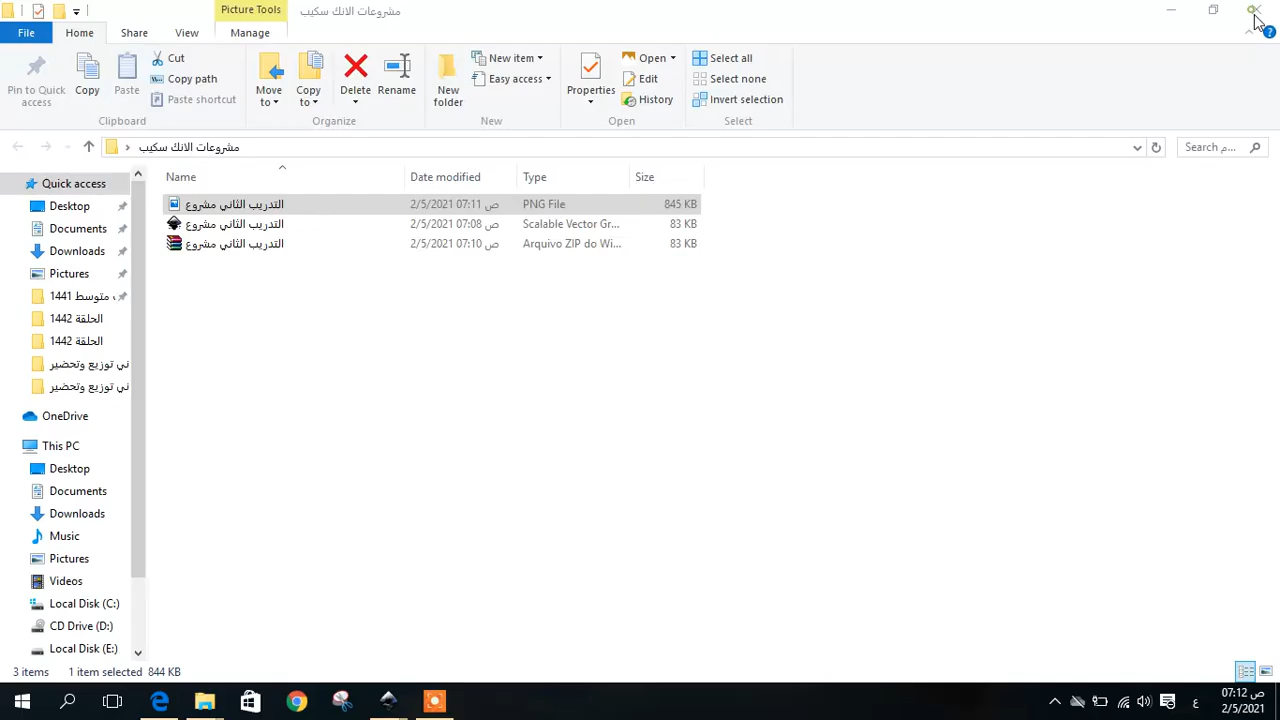 Picture Tools
مشروعات الانك سكيب
File
Home
Share
View
Manage
Pin to Quick access
Copy
Paste
Cut
Copy path
Paste shortcut
Clipboard
Move to
Copy to
Delete
Rename
Organize
New folder
New item
Easy access
New
Properties
Open
Edit
History
Open
Select all
Select none
Invert selection
Select
مشروعات الانك سكيب
Search م...
Name
Date modified
Type
Size
التدريب الثاني مشروع
2/5/2021 07:11 ص
PNG File
845 KB
التدريب الثاني مشروع
2/5/2021 07:08 ص
Scalable Vector Gr...
83 KB
التدريب الثاني مشروع
2/5/2021 07:10 ص
Arquivo ZIP do Wi...
83 KB
Quick access
Desktop
Documents
Downloads
Pictures
متوسط 1441
الحلقة 1442
الحلقة 1442
ني توزيع وتحضير
ني توزيع وتحضير
OneDrive
This PC
Desktop
Documents
Downloads
Music
Pictures
Videos
Local Disk (C:)
CD Drive (D:)
Local Disk (E:)
3 items
1 item selected
844 KB
ع
07:12 ص
2/5/2021